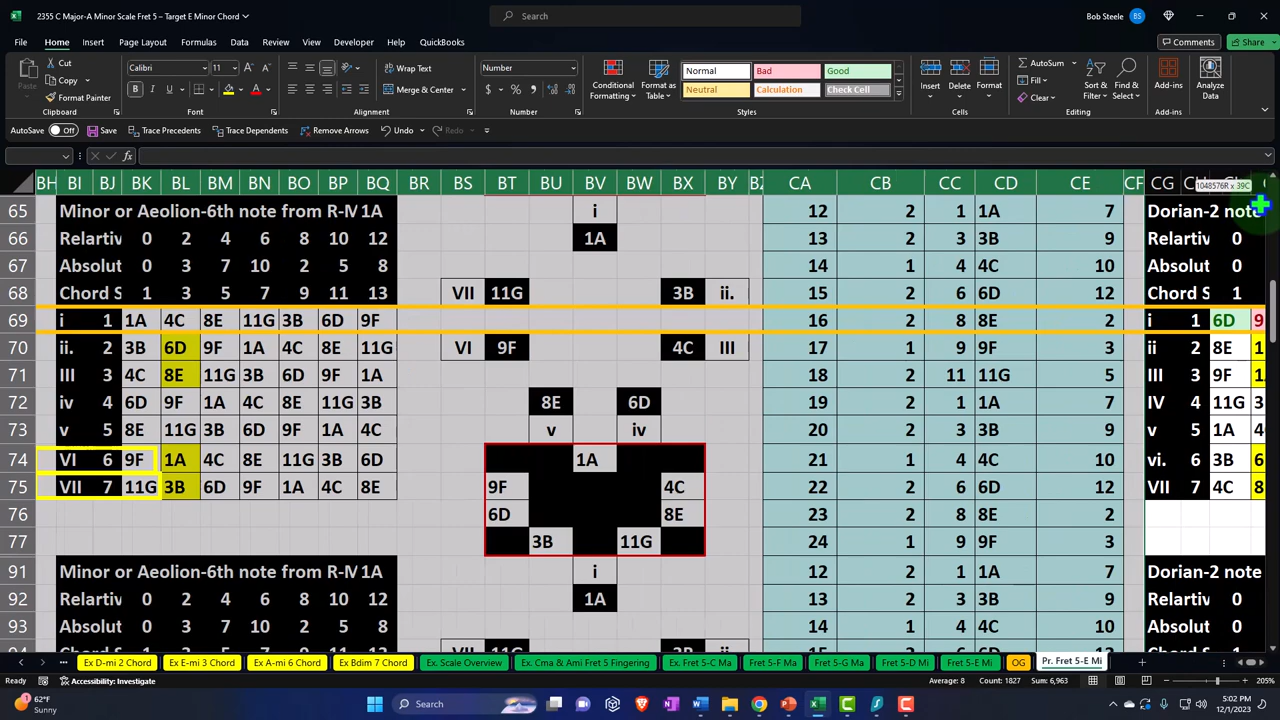 2355 C Major-A Minor Scale Fret 5 – Target E Minor Chord
Search
Bob Steele BS
File Home Insert Page Layout Formulas Data Review View Developer Help QuickBooks Comments Share
Cut
Copy
Format Painter
Paste
Clipboard
Calibri 11
Font
Wrap Text
Merge & Center
Alignment
Number
Number
Conditional Formatting
Format as Table
Normal Bad Good
Neutral Calculation Check Cell
Styles
Insert Delete Format
Cells
AutoSum
Fill
Clear
Sort & Filter
Find & Select
Editing
Add-ins
Add-ins
Analyze Data
AutoSave Off Save Trace Precedents Trace Dependents Remove Arrows Undo Redo
fx
BH BI BJ BK BL BM BN BO BP BQ BR BS BT BU BV BW BX BY BZ CA CB CC CD CE CF CG
1048576R x 39C
65 Minor or Aeolion-6th note from R-M 1A i 12 2 1 1A 7 Dorian-2 note
66 Relartiv 0 2 4 6 8 10 12 1A 13 2 3 3B 9 Relartiv 0
67 Absolut 0 3 7 10 2 5 8 14 1 4 4C 10 Absolut 0
68 Chord S 1 3 5 7 9 11 13 VII 11G 3B ii. 15 2 6 6D 12 Chord S 1
69 i 1 1A 4C 8E 11G 3B 6D 9F 16 2 8 8E 2 i 1 6D 9
70 ii. 2 3B 6D 9F 1A 4C 8E 11G VI 9F 4C III 17 1 9 9F 3 ii 2 8E 1
71 III 3 4C 8E 11G 3B 6D 9F 1A 18 2 11 11G 5 III 3 9F 1
72 iv 4 6D 9F 1A 4C 8E 11G 3B 8E 6D 19 2 1 1A 7 IV 4 11G
73 v 5 8E 11G 3B 6D 9F 1A 4C v iv 20 2 3 3B 9 v 5 1A 4
74 VI 6 9F 1A 4C 8E 11G 3B 6D 1A 21 1 4 4C 10 vi. 6 3B 6
75 VII 7 11G 3B 6D 9F 1A 4C 8E 9F 4C 22 2 6 6D 12 VII 7 4C 8
76 6D 8E 23 2 8 8E 2
77 3B 11G 24 1 9 9F 3
91 Minor or Aeolion-6th note from R-M 1A i 12 2 1 1A 7 Dorian-2 note
92 Relartiv 0 2 4 6 8 10 12 1A 13 2 3 3B 9 Relartiv 0
93 Absolut 0 3 7 10 2 5 8 14 1 4 4C 10 Absolut 0
Ex D-mi 2 Chord Ex E-mi 3 Chord Ex A-mi 6 Chord Ex Bdim 7 Chord Ex. Scale Overview Ex. Cma & Ami Fret 5 Fingering Ex. Fret 5-C Ma Fret 5-F Ma Fret 5-G Ma Fret 5-D Mi Fret 5-E Mi OG Pr. Fret 5-E Mi
Ready Accessibility: Investigate Average: 8 Count: 1827 Sum: 6,963 205%
62°F
Sunny
Search
5:02 PM
12/1/2023